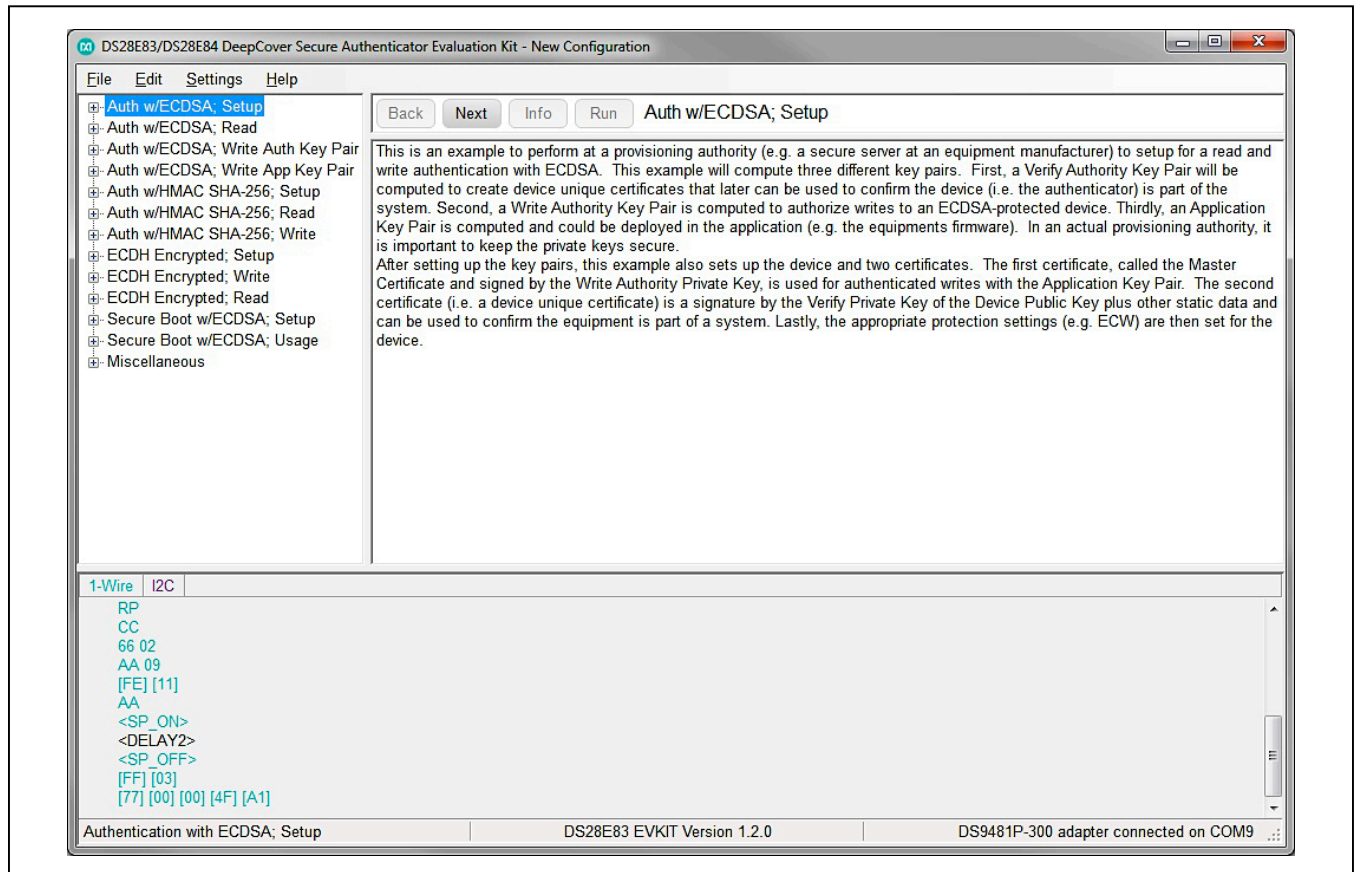 DS28E83/DS28E84 DeepCover Secure Authenticator Evaluation Kit - New Configuration
File Edit Settings Help
Auth w/ECDSA; Setup
Auth w/ECDSA; Read
Auth w/ECDSA; Write Auth Key Pair
Auth w/ECDSA; Write App Key Pair
Auth w/HMAC SHA-256; Setup
Auth w/HMAC SHA-256; Read
Auth w/HMAC SHA-256; Write
ECDH Encrypted; Setup
ECDH Encrypted; Write
ECDH Encrypted; Read
Secure Boot w/ECDSA; Setup
Secure Boot w/ECDSA; Usage
Miscellaneous
Back Next Info Run Auth w/ECDSA; Setup
This is an example to perform at a provisioning authority (e.g. a secure server at an equipment manufacturer) to setup for a read and
write authentication with ECDSA. This example will compute three different key pairs. First, a Verify Authority Key Pair will be
computed to create device unique certificates that later can be used to confirm the device (i.e. the authenticator) is part of the
system. Second, a Write Authority Key Pair is computed to authorize writes to an ECDSA-protected device. Thirdly, an Application
Key Pair is computed and could be deployed in the application (e.g. the equipments firmware). In an actual provisioning authority, it
is important to keep the private keys secure.
After setting up the key pairs, this example also sets up the device and two certificates. The first certificate, called the Master
Certificate and signed by the Write Authority Private Key, is used for authenticated writes with the Application Key Pair. The second
certificate (i.e. a device unique certificate) is a signature by the Verify Private Key of the Device Public Key plus other static data and
can be used to confirm the equipment is part of a system. Lastly, the appropriate protection settings (e.g. ECW) are then set for the
device.
1-Wire I2C
RP
CC
66 02
AA 09
[FE] [11]
AA
<SP_ON>
<DELAY2>
<SP_OFF>
[FF] [03]
[77] [00] [00] [4F] [A1]
Authentication with ECDSA; Setup DS28E83 EVKIT Version 1.2.0 DS9481P-300 adapter connected on COM9